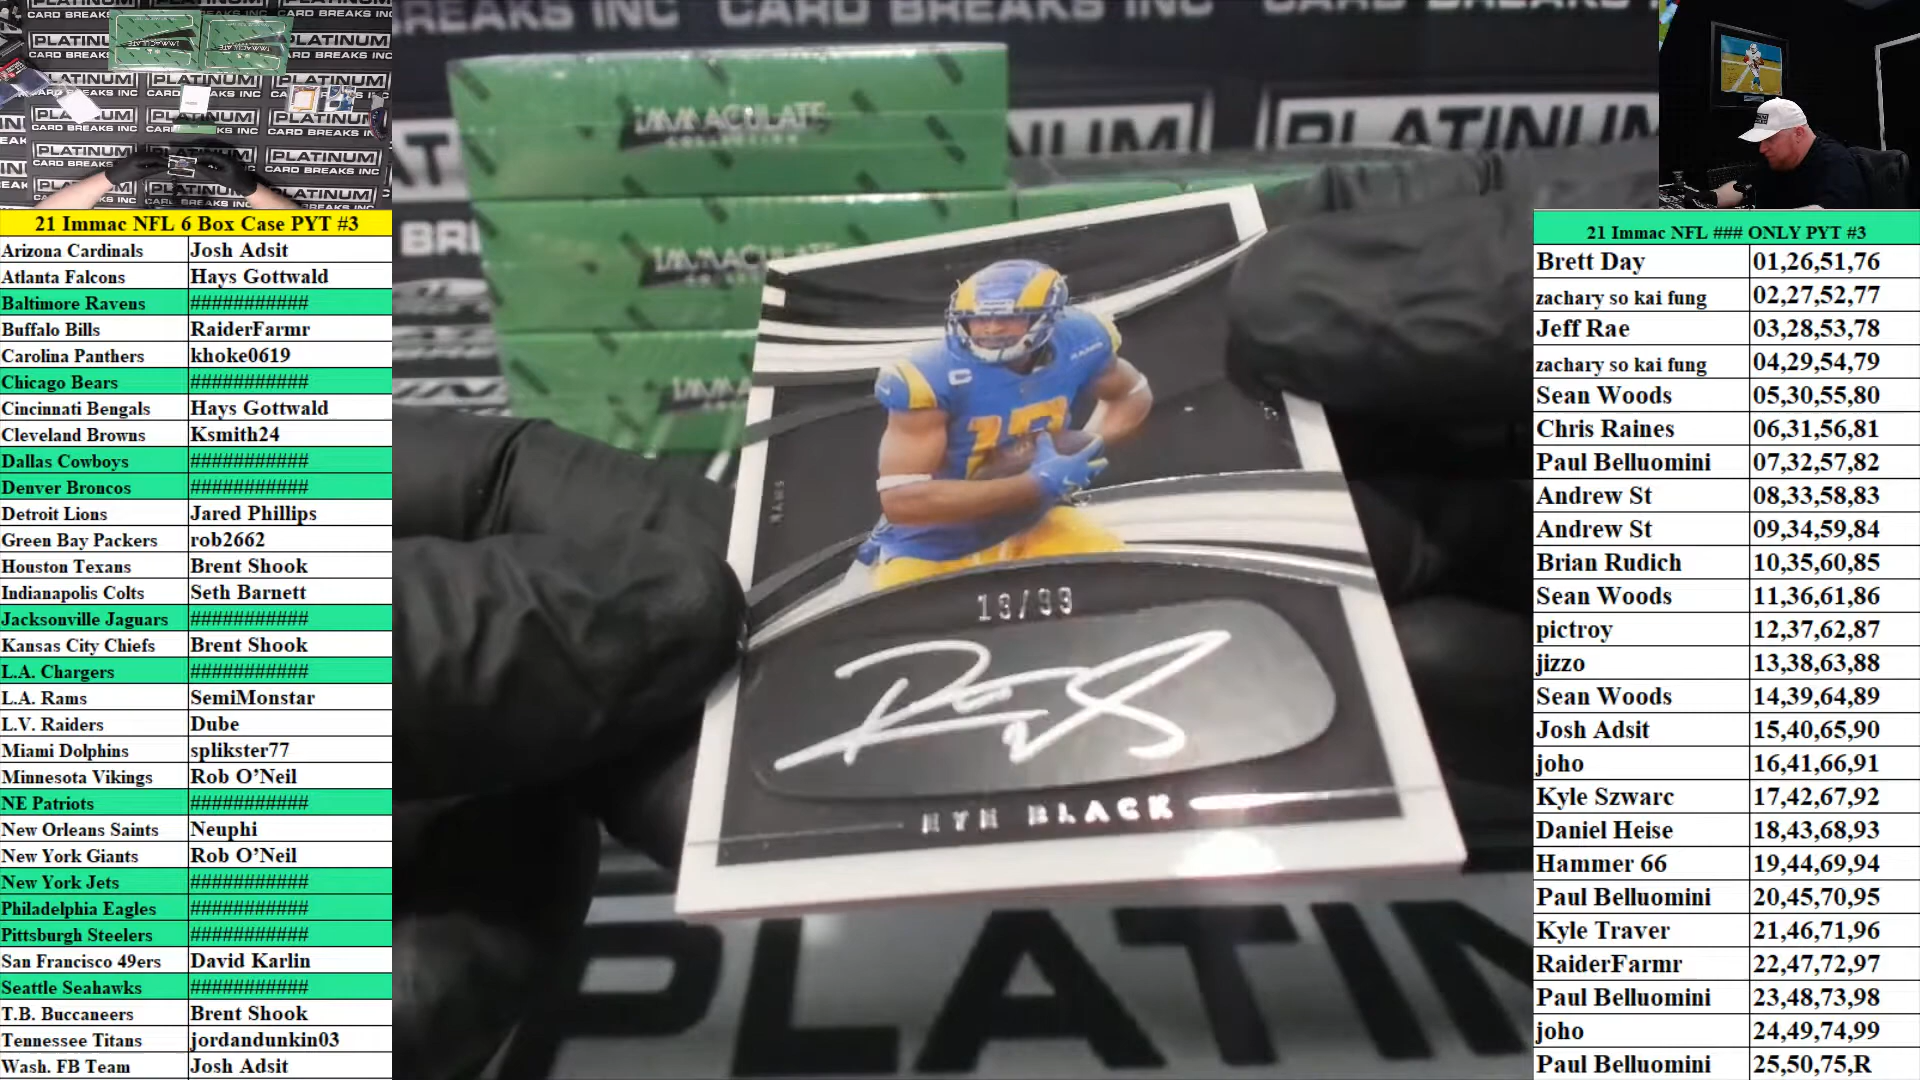 21 Immac NFL 6 Box Case PYT #3
Arizona Cardinals Josh Adsit
Atlanta Falcons Hays Gottwald
Baltimore Ravens ###########
Buffalo Bills RaiderFarmr
Carolina Panthers khoke0619
Chicago Bears ###########
Cincinnati Bengals Hays Gottwald
Cleveland Browns Ksmith24
Dallas Cowboys ###########
Denver Broncos ###########
Detroit Lions Jared Phillips
Green Bay Packers rob2662
Houston Texans Brent Shook
Indianapolis Colts Seth Barnett
Jacksonville Jaguars ###########
Kansas City Chiefs Brent Shook
L.A. Chargers ###########
L.A. Rams SemiMonstar
L.V. Raiders Dube
Miami Dolphins splikster77
Minnesota Vikings Rob O’Neil
NE Patriots ###########
New Orleans Saints Neuphi
New York Giants Rob O’Neil
New York Jets ###########
Philadelphia Eagles ###########
Pittsburgh Steelers ###########
San Francisco 49ers David Karlin
Seattle Seahawks ###########
T.B. Buccaneers Brent Shook
Tennessee Titans jordandunkin03
Wash. FB Team Josh Adsit
CARD BREAKS INC
IMMACULATE
COLLECTION
PLATINUM
RAMS
EYE BLACK
PLATIN
21 Immac NFL ### ONLY PYT #3
Brett Day 01,26,51,76
zachary so kai fung 02,27,52,77
Jeff Rae 03,28,53,78
zachary so kai fung 04,29,54,79
Sean Woods 05,30,55,80
Chris Raines 06,31,56,81
Paul Belluomini 07,32,57,82
Andrew St 08,33,58,83
Andrew St 09,34,59,84
Brian Rudich 10,35,60,85
Sean Woods 11,36,61,86
pictroy 12,37,62,87
jizzo 13,38,63,88
Sean Woods 14,39,64,89
Josh Adsit 15,40,65,90
joho 16,41,66,91
Kyle Szwarc 17,42,67,92
Daniel Heise 18,43,68,93
Hammer 66 19,44,69,94
Paul Belluomini 20,45,70,95
Kyle Traver 21,46,71,96
RaiderFarmr 22,47,72,97
Paul Belluomini 23,48,73,98
joho 24,49,74,99
Paul Belluomini 25,50,75,R